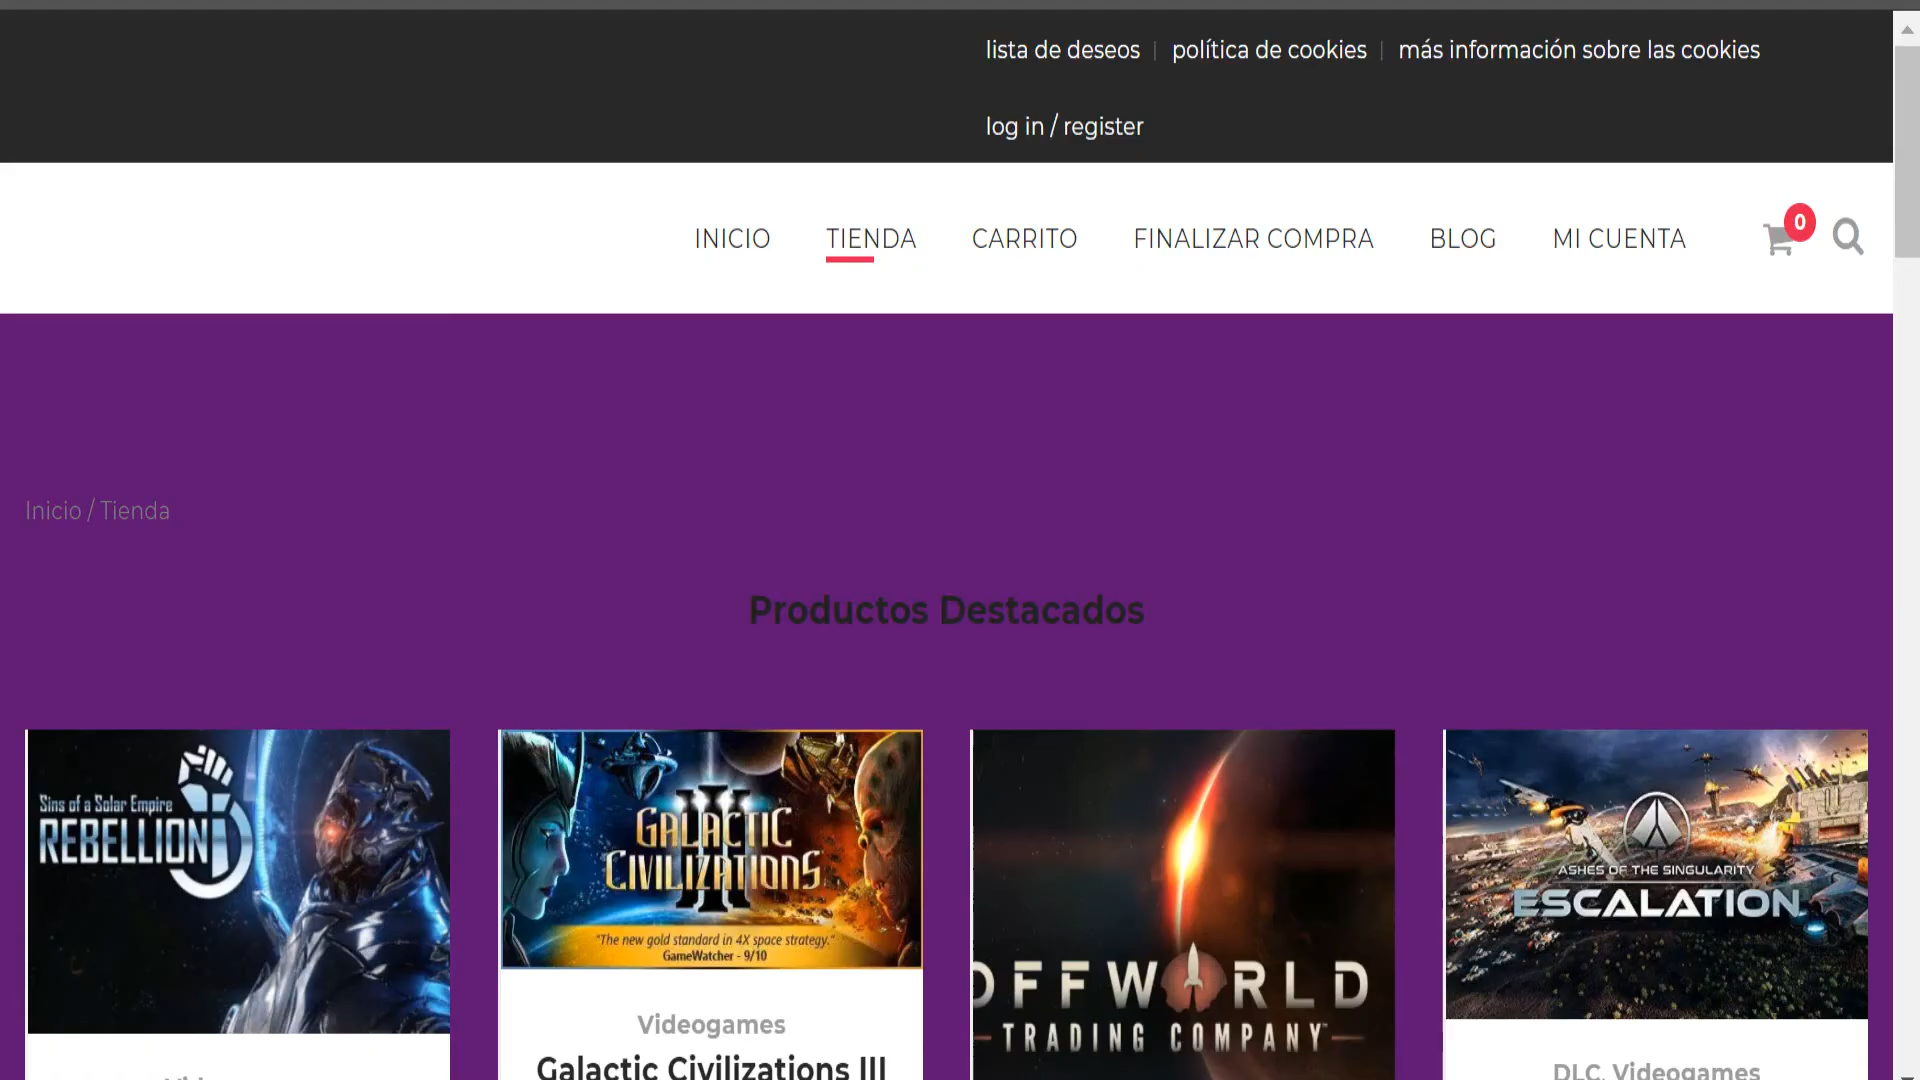 lista de deseos | política de cookies | más información sobre las cookies
log in / register
INICIO TIENDA CARRITO FINALIZAR COMPRA BLOG MI CUENTA 0
Inicio / Tienda
Productos Destacados
Sins of a Solar Empire
REBELLION
GALACTIC
III
CIVILIZATIONS
"The new gold standard in 4X space strategy."
GameWatcher - 9/10
OFFWORLD
TRADING COMPANY™
ASHES OF THE SINGULARITY
ESCALATION
Videogames
Galactic Civilizations III
DLC, Videogames